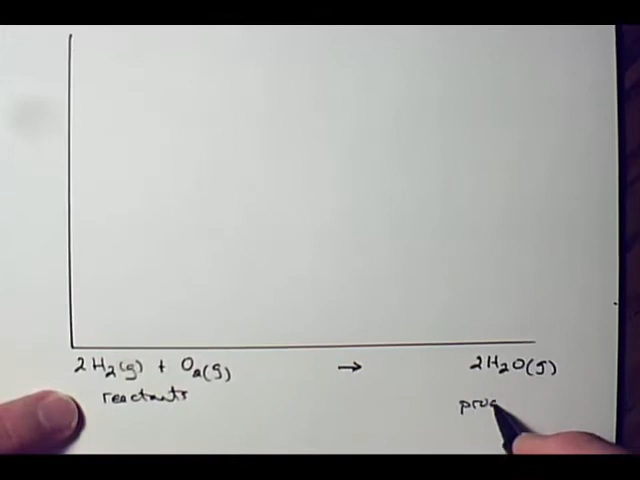 2H₂(g) + O₂(g) → 2H₂O(g)
reactants